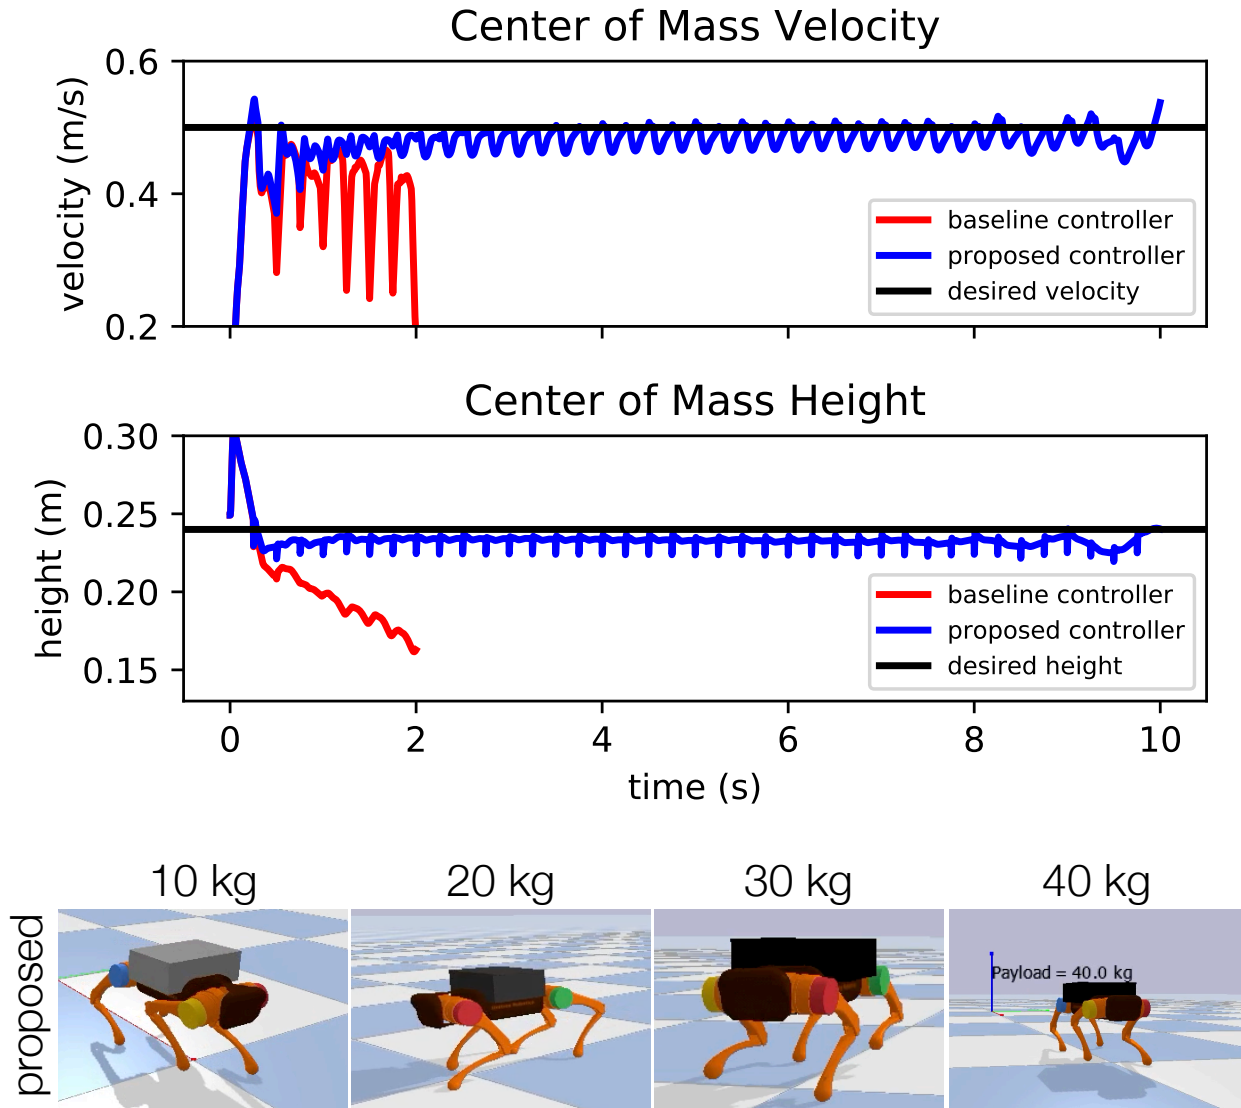 Center of Mass Velocity
velocity (m/s)
0.6
0.4
0.2
baseline controller
proposed controller
desired velocity
Center of Mass Height
height (m)
0.30
0.25
0.20
0.15
baseline controller
proposed controller
desired height
0 2 4 6 8 10
time (s)
10 kg 20 kg 30 kg 40 kg
proposed
Payload = 40.0 kg